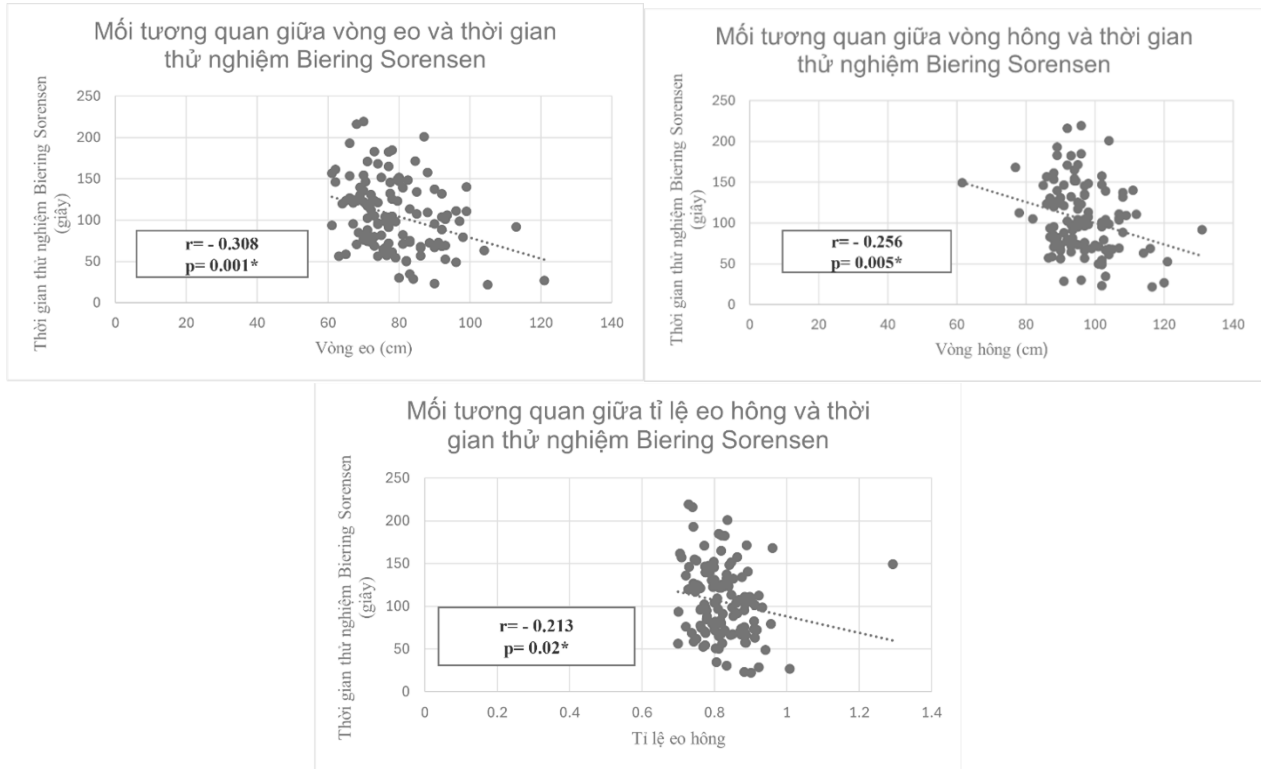 Mối tương quan giữa vòng eo và thời gian
thử nghiệm Biering Sorensen
Thời gian thử nghiệm Biering Sorensen
(giây)
250
200
150
100
50
0
r= - 0.308
p= 0.001*
0 20 40 60 80 100 120 140
Vòng eo (cm)
Mối tương quan giữa vòng hông và thời gian
thử nghiệm Biering Sorensen
Thời gian thử nghiệm Biering Sorensen
(giây)
250
200
150
100
50
0
r= - 0.256
p= 0.005*
0 20 40 60 80 100 120 140
Vòng hông (cm)
Mối tương quan giữa tỉ lệ eo hông và thời
gian thử nghiệm Biering Sorensen
Thời gian thử nghiệm Biering Sorensen
(giây)
250
200
150
100
50
0
r= - 0.213
p= 0.02*
0 0.2 0.4 0.6 0.8 1 1.2 1.4
Tỉ lệ eo hông